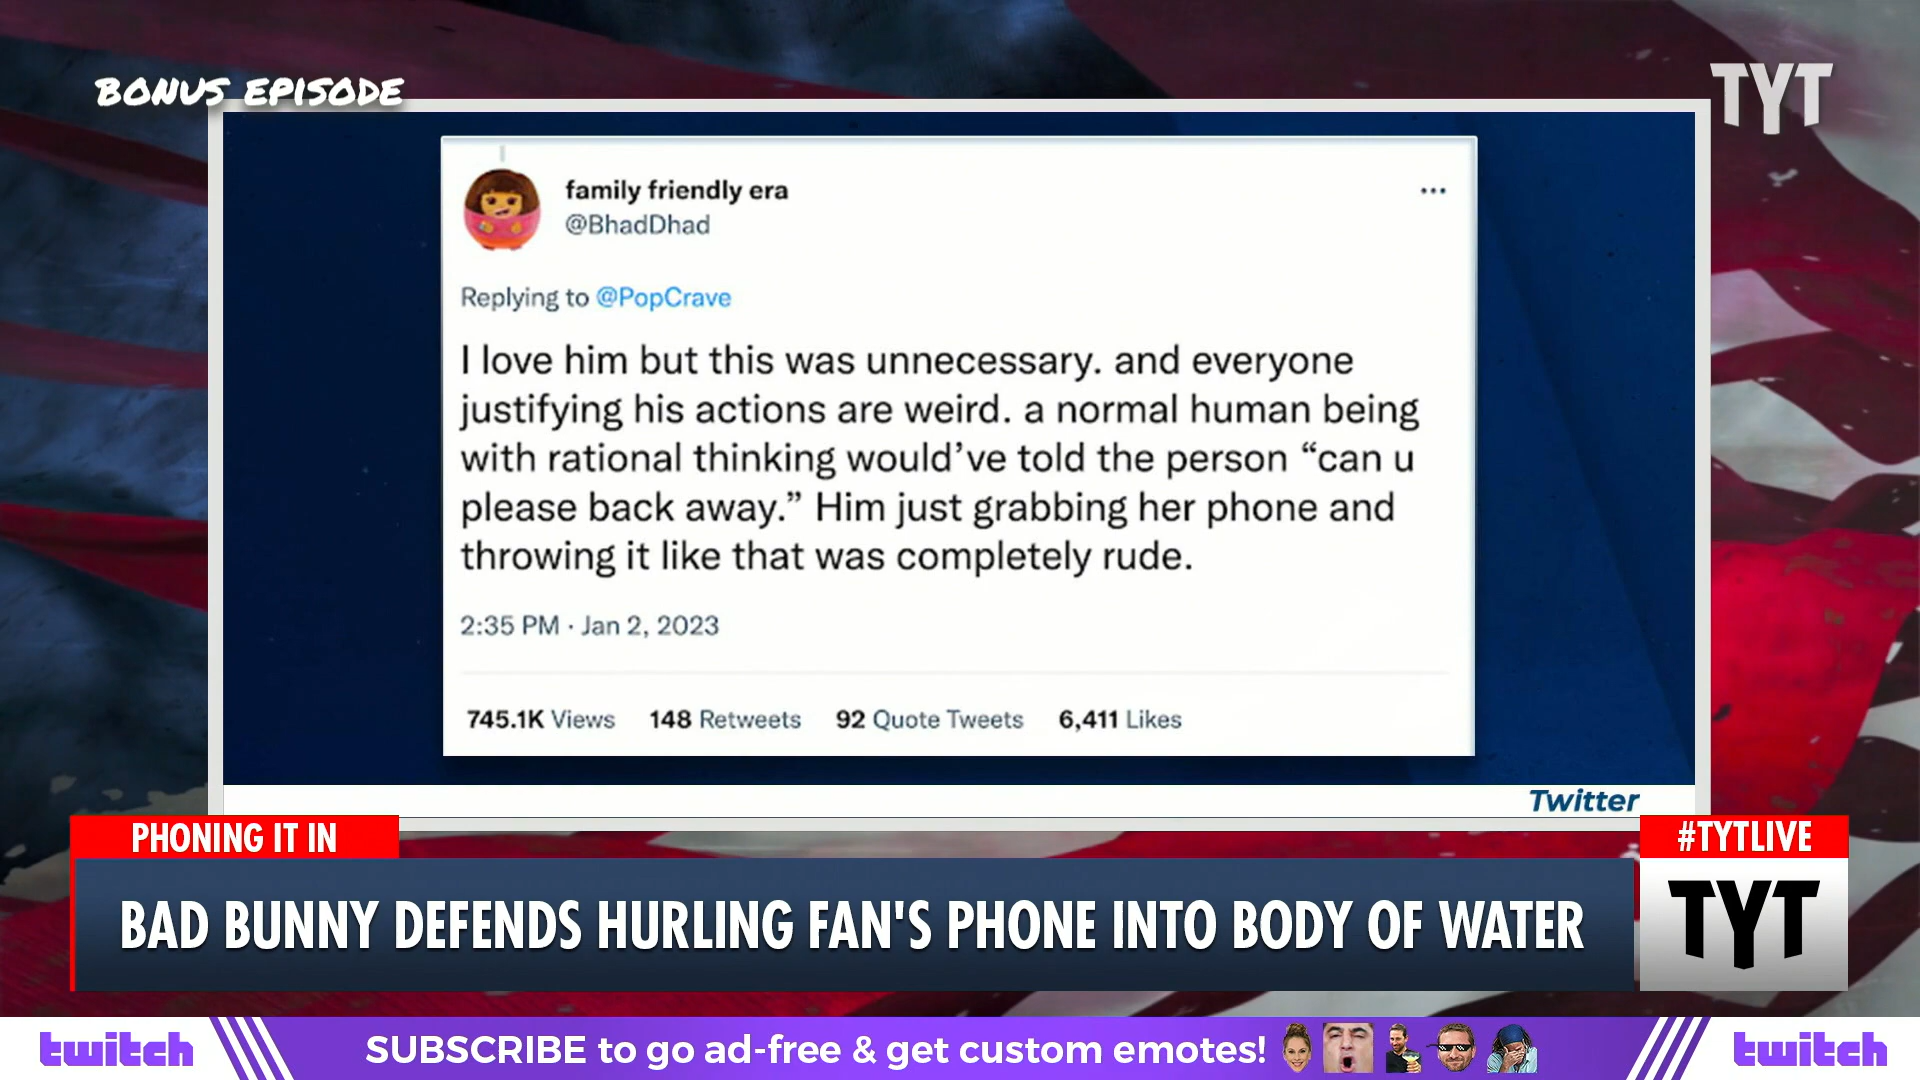 BONUS EPISODE
TYT
family friendly era
@BhadDhad
Replying to @PopCrave
I love him but this was unnecessary. and everyone
justifying his actions are weird. a normal human being
with rational thinking would've told the person “can u
please back away.” Him just grabbing her phone and
throwing it like that was completely rude.
2:35 PM · Jan 2, 2023
745.1K Views 148 Retweets 92 Quote Tweets 6,411 Likes
Twitter
PHONING IT IN
#TYTLIVE
BAD BUNNY DEFENDS HURLING FAN'S PHONE INTO BODY OF WATER
TYT
twitch
SUBSCRIBE to go ad-free & get custom emotes!
twitch